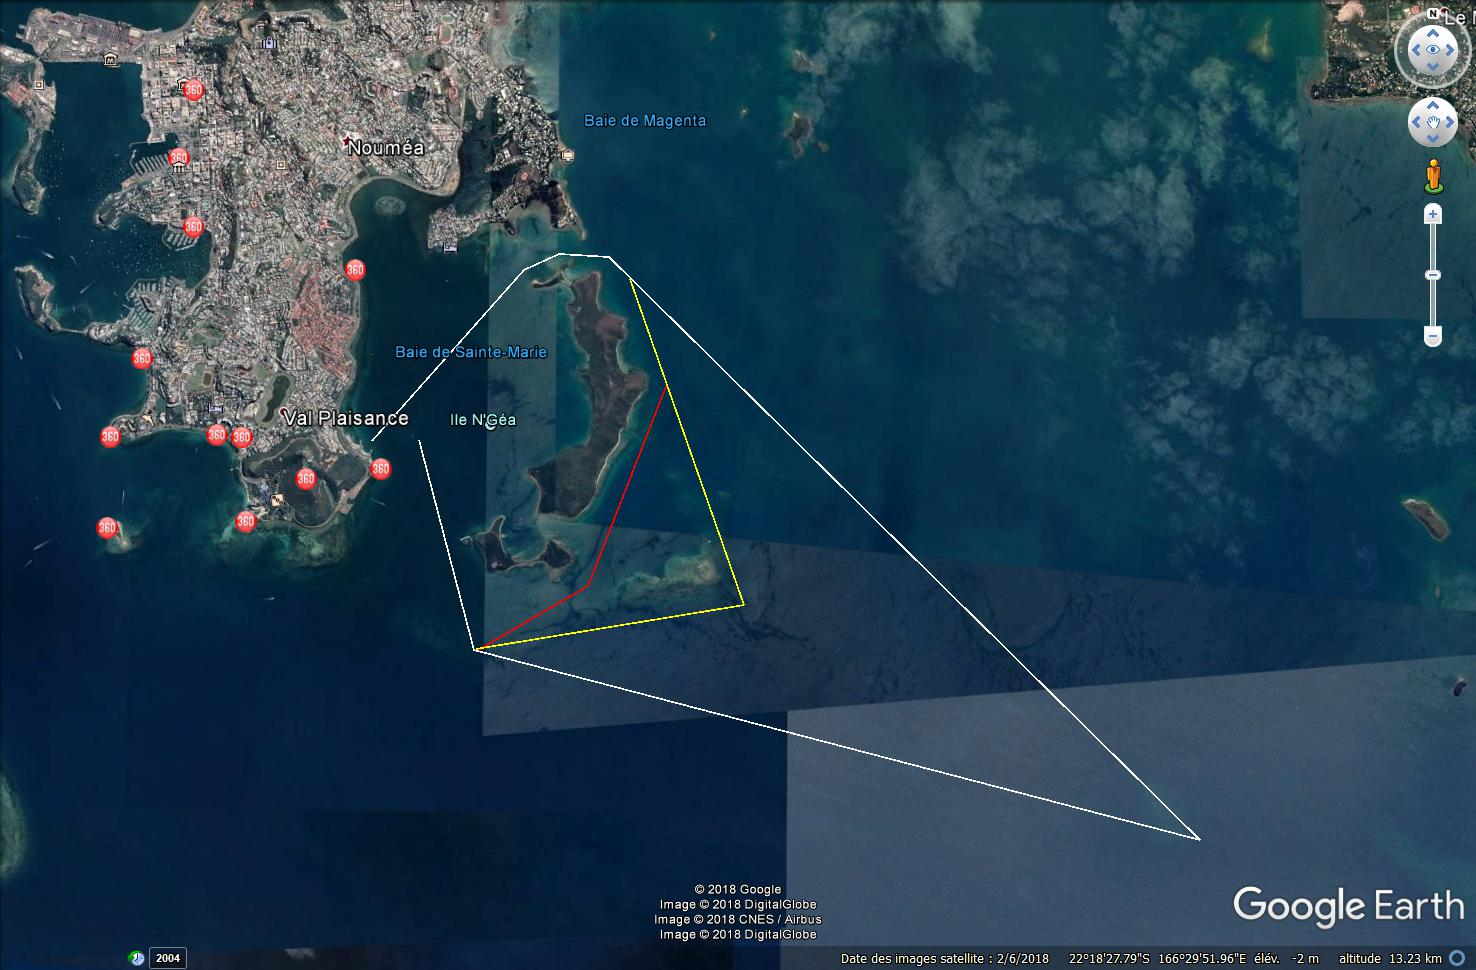 N
Le
360
Baie de Magenta
Nouméa
360
360
360
Baie de Sainte-Marie
360
Val Plaisance
Ile N'Géa
360
360
360
360
360
360
360
© 2018 Google
Image © 2018 DigitalGlobe
Image © 2018 CNES / Airbus
Image © 2018 DigitalGlobe
Google Earth
2004
Date des images satellite : 2/6/2018 22°18'27.79"S 166°29'51.96"E élév. -2 m altitude 13.23 km